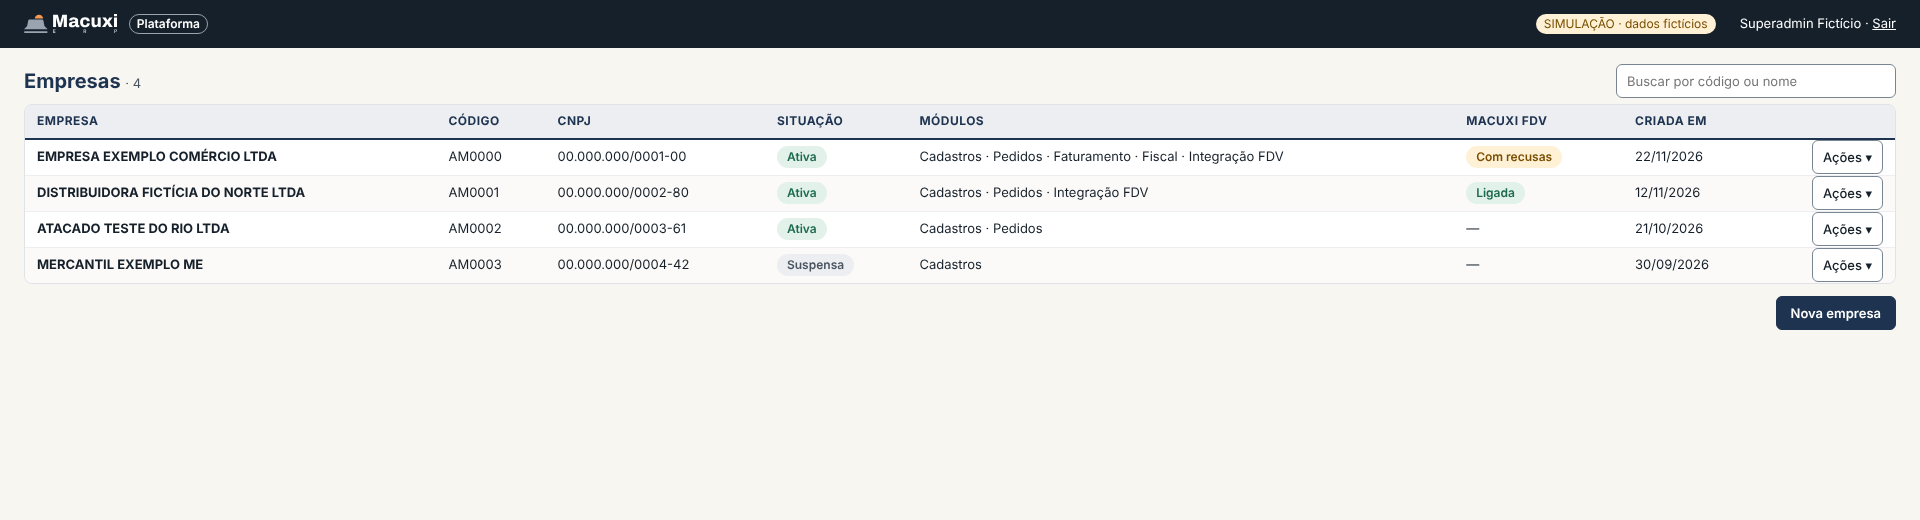 Macuxi
E R P
Plataforma
SIMULAÇÃO · dados fictícios
Superadmin Fictício · Sair
Empresas · 4
Buscar por código ou nome
EMPRESA CÓDIGO CNPJ SITUAÇÃO MÓDULOS MACUXI FDV CRIADA EM
EMPRESA EXEMPLO COMÉRCIO LTDA AM0000 00.000.000/0001-00 Ativa Cadastros · Pedidos · Faturamento · Fiscal · Integração FDV Com recusas 22/11/2026 Ações ▾
DISTRIBUIDORA FICTÍCIA DO NORTE LTDA AM0001 00.000.000/0002-80 Ativa Cadastros · Pedidos · Integração FDV Ligada 12/11/2026 Ações ▾
ATACADO TESTE DO RIO LTDA AM0002 00.000.000/0003-61 Ativa Cadastros · Pedidos — 21/10/2026 Ações ▾
MERCANTIL EXEMPLO ME AM0003 00.000.000/0004-42 Suspensa Cadastros — 30/09/2026 Ações ▾
Nova empresa